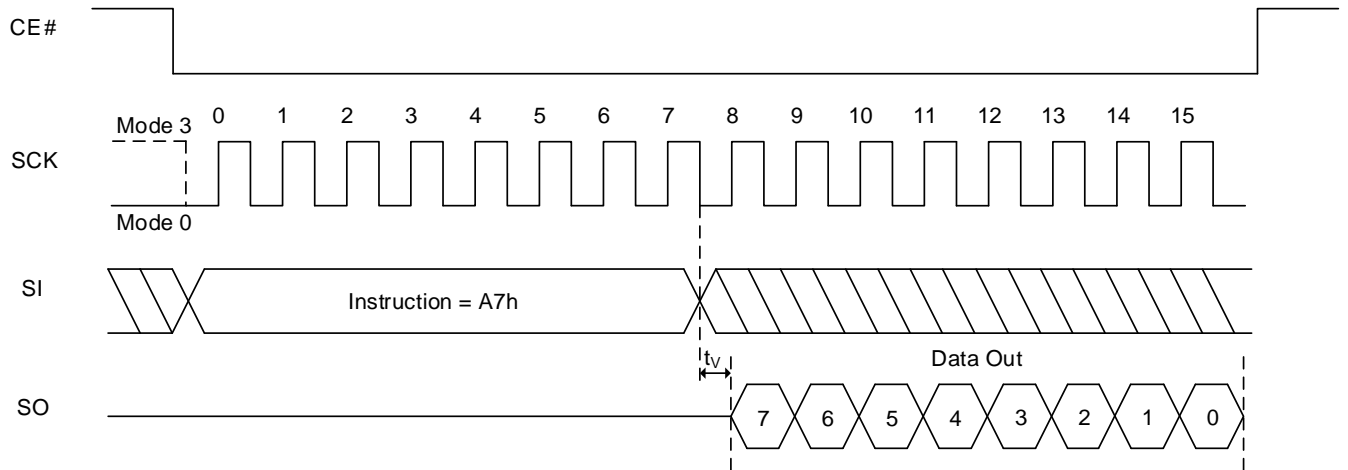 CE#
Mode 3 0 1 2 3 4 5 6 7 8 9 10 11 12 13 14 15
SCK
Mode 0
SI
Instruction = A7h
tV Data Out
SO
7 6 5 4 3 2 1 0